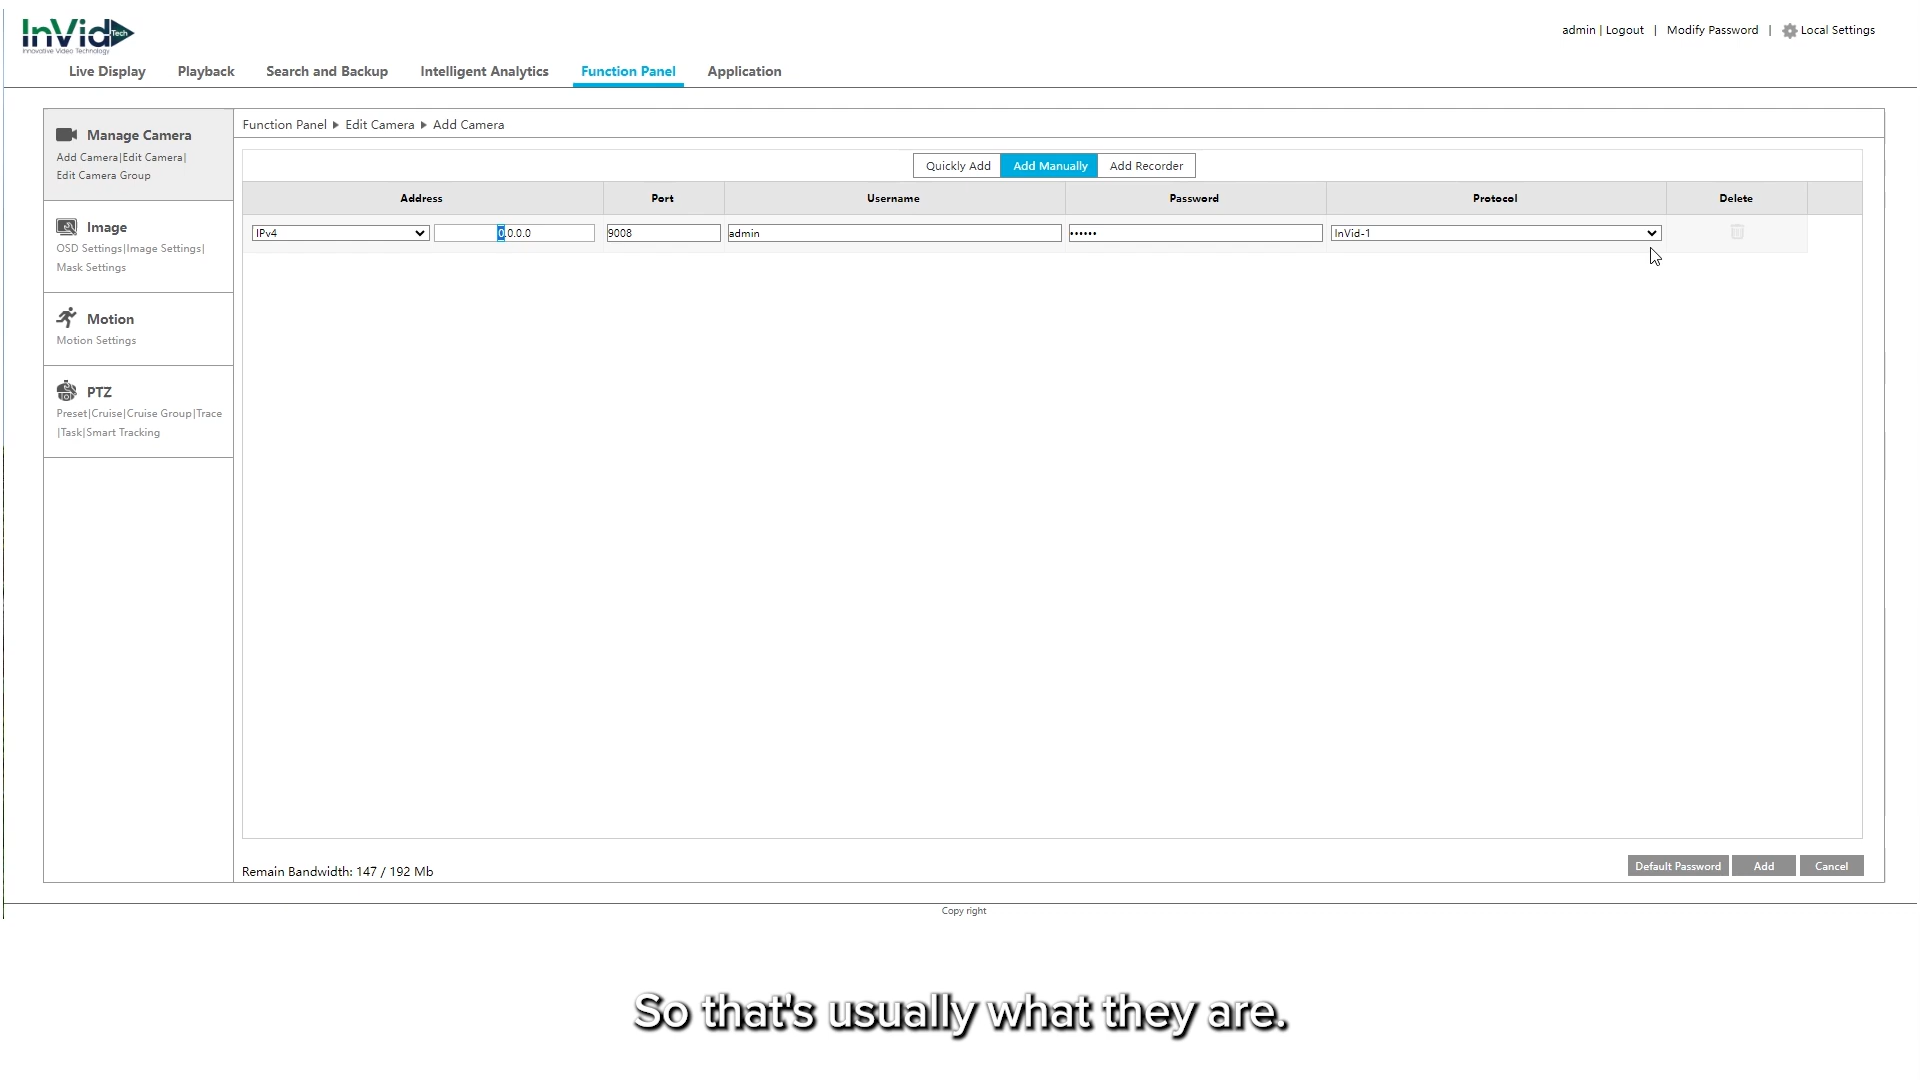 InVid Tech
Innovative Video Technology
admin | Logout | Modify Password | Local Settings
Live Display Playback Search and Backup Intelligent Analytics Function Panel Application
Manage Camera
Add Camera|Edit Camera|
Edit Camera Group
Image
OSD Settings|Image Settings|
Mask Settings
Motion
Motion Settings
PTZ
Preset|Cruise|Cruise Group|Trace
|Task|Smart Tracking
Function Panel Edit Camera Add Camera
Quickly Add Add Manually Add Recorder
Address Port Username Password Protocol Delete
IPv4 0.0.0.0 9008 admin •••••• InVid-1
Remain Bandwidth: 147 / 192 Mb
Default Password Add Cancel
Copy right
So that's usually what they are.